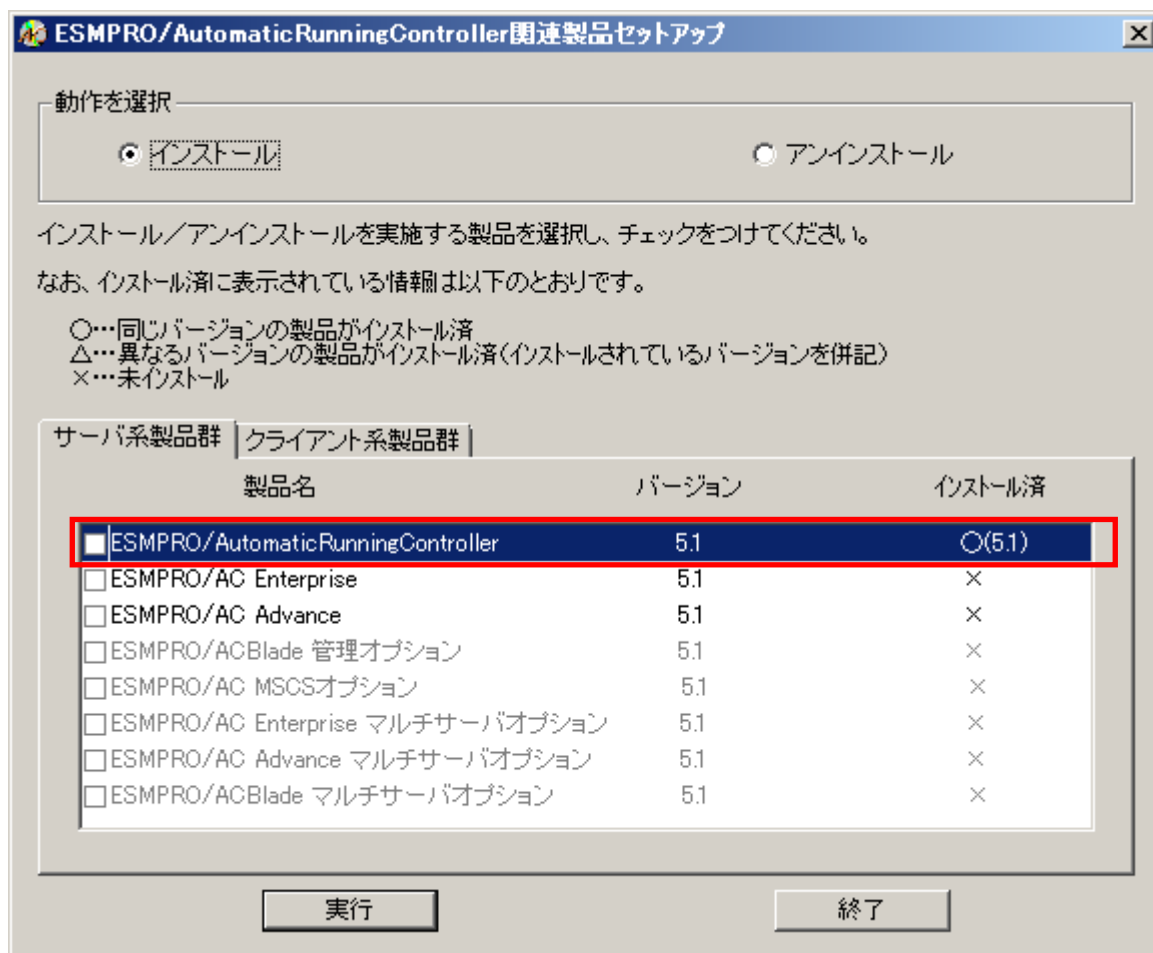 ESMPRO/AutomaticRunningController関連製品セットアップ
動作を選択
インストール
アンインストール
インストール／アンインストールを実施する製品を選択し、チェックをつけてください。
なお、インストール済に表示されている情報は以下のとおりです。
○…同じバージョンの製品がインストール済
△…異なるバージョンの製品がインストール済(インストールされているバージョンを併記)
×…未インストール
サーバ系製品群 クライアント系製品群
製品名 バージョン インストール済
ESMPRO/AutomaticRunningController 5.1 ○(5.1)
ESMPRO/AC Enterprise 5.1 ×
ESMPRO/AC Advance 5.1 ×
ESMPRO/ACBlade 管理オプション 5.1 ×
ESMPRO/AC MSCSオプション 5.1 ×
ESMPRO/AC Enterprise マルチサーバオプション 5.1 ×
ESMPRO/AC Advance マルチサーバオプション 5.1 ×
ESMPRO/ACBlade マルチサーバオプション 5.1 ×
実行 終了